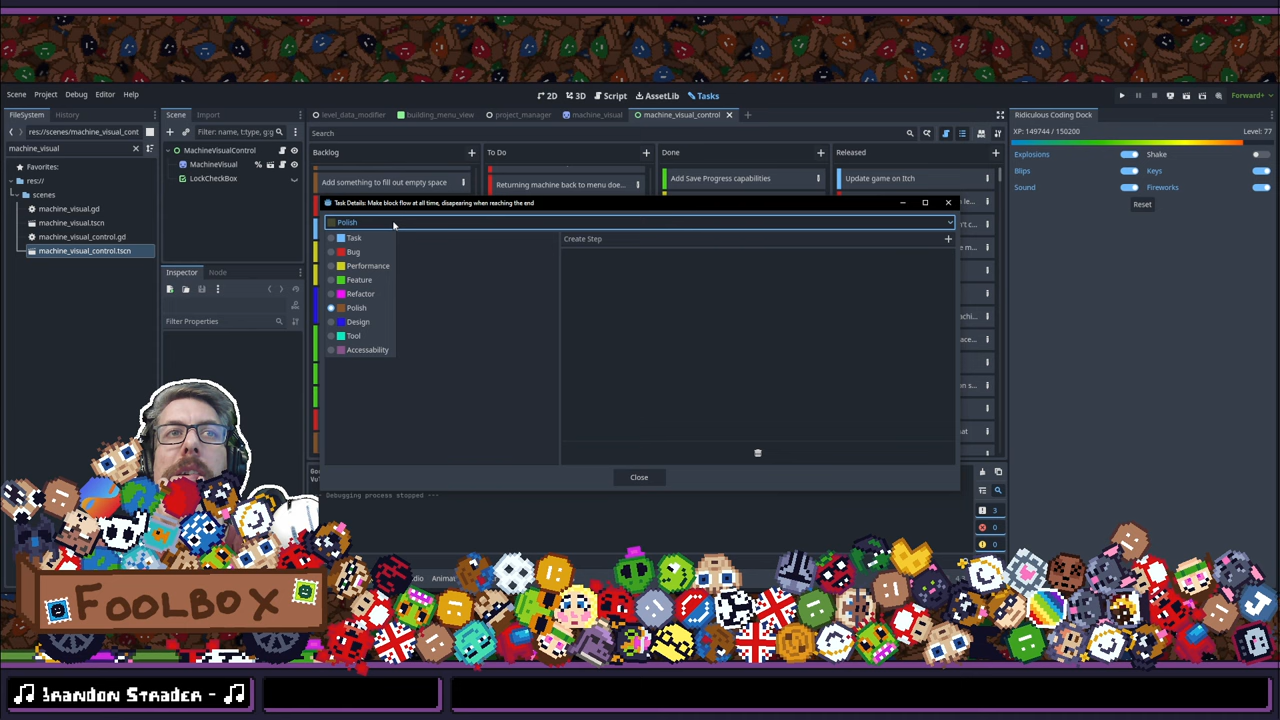 Scene Project Debug Editor Help
2D 3D Script AssetLib Tasks
Forward+
FileSystem History
Scene Import
level_data_modifier building_menu_view project_manager machine_visual machine_visual_control
Ridiculous Coding Dock
res://scenes/machine_visual_cont
Filter: name, t:type, g:g
Search
XP: 149744 / 150200 Level: 77
machine_visual
MachineVisualControl
Backlog To Do Done Released
Explosions Shake
Favorites:
MachineVisual
Blips Keys
res://
LockCheckBox
Add something to fill out empty space
Returning machine back to menu doe...
Add Save Progress capabilities
Update game on Itch
Sound Fireworks
scenes
Reset
machine_visual.gd
Task Details: Make block flow at all time, disapearing when reaching the end
machine_visual.tscn
Polish
machine_visual_control.gd
Task
Create Step
machine_visual_control.tscn
Bug
Performance
Inspector Node
Feature
Refactor
Polish
Filter Properties
Design
Tool
Accessability
Close
Debugging process stopped ---
3
0
0
Animat
FOOLBOX
Brandon Strader -